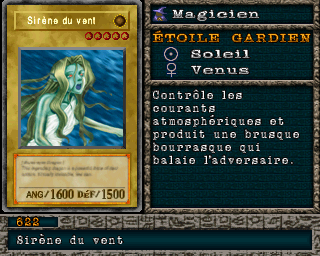 Sirène du vent
ANG/1600 DéF/1500
Magicien
ÉTOILE GARDIEN
Soleil
Venus
Contrôle les
courants
atmosphériques et
produit une brusque
bourrasque qui
balaie l'adversaire.
622
Sirène du vent